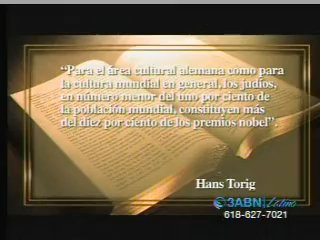 “Para el área cultural alemana como para
la cultura mundial en general, los judíos,
en número menor del uno por ciento de
la población mundial, constituyen más
del diez por ciento de los premios nobel”.
Hans Torig
3ABN Latino
618-627-7021